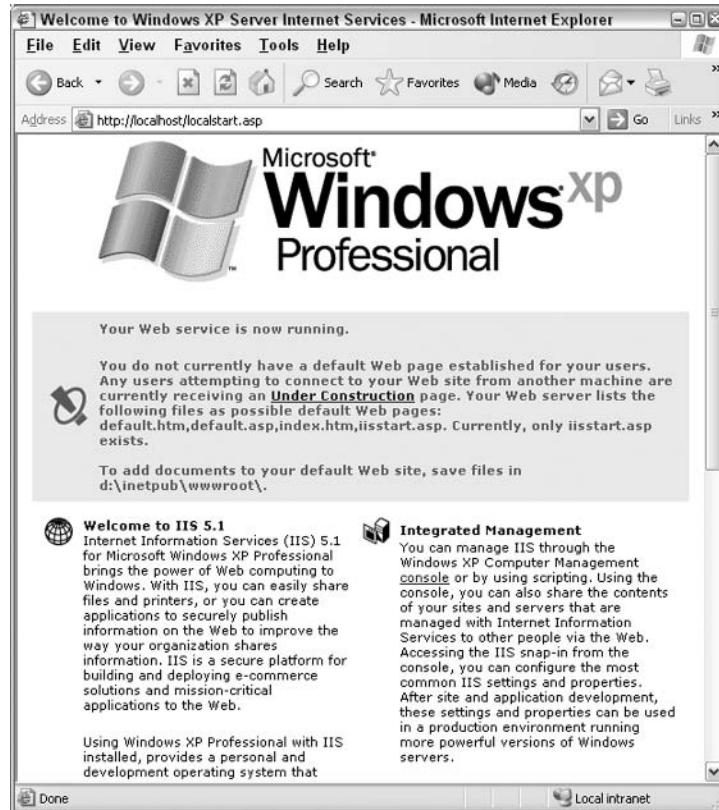 Welcome to Windows XP Server Internet Services - Microsoft Internet Explorer
File Edit View Favorites Tools Help
Back Search Favorites Media »
Address http://localhost/localstart.asp Go Links »
Microsoft
Windows xp
Professional
™
Your Web service is now running.
You do not currently have a default Web page established for your users.
Any users attempting to connect to your Web site from another machine are
currently receiving an Under Construction page. Your Web server lists the
following files as possible default Web pages:
default.htm,default.asp,index.htm,iisstart.asp. Currently, only iisstart.asp
exists.
To add documents to your default Web site, save files in
d:\inetpub\wwwroot\.
Welcome to IIS 5.1
Internet Information Services (IIS) 5.1
for Microsoft Windows XP Professional
brings the power of Web computing to
Windows. With IIS, you can easily share
files and printers, or you can create
applications to securely publish
information on the Web to improve the
way your organization shares
information. IIS is a secure platform for
building and deploying e-commerce
solutions and mission-critical
applications to the Web.
Using Windows XP Professional with IIS
installed, provides a personal and
development operating system that
Integrated Management
You can manage IIS through the
Windows XP Computer Management
console or by using scripting. Using the
console, you can also share the contents
of your sites and servers that are
managed with Internet Information
Services to other people via the Web.
Accessing the IIS snap-in from the
console, you can configure the most
common IIS settings and properties.
After site and application development,
these settings and properties can be used
in a production environment running
more powerful versions of Windows
servers.
Done Local intranet